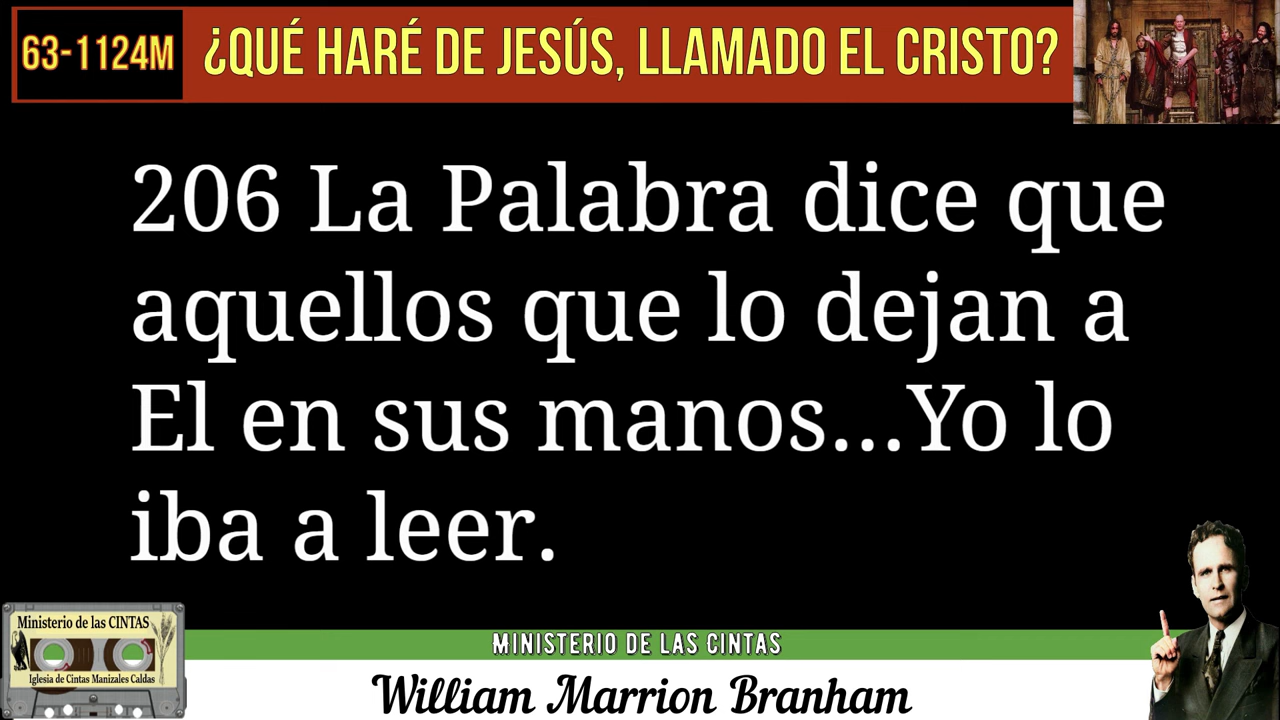 63-1124M
¿QUÉ HARÉ DE JESÚS, LLAMADO EL CRISTO?
206 La Palabra dice que
aquellos que lo dejan a
El en sus manos...Yo lo
iba a leer.
Ministerio de las CINTAS
Iglesia de Cintas Manizales Caldas
MINISTERIO DE LAS CINTAS
William Marrion Branham